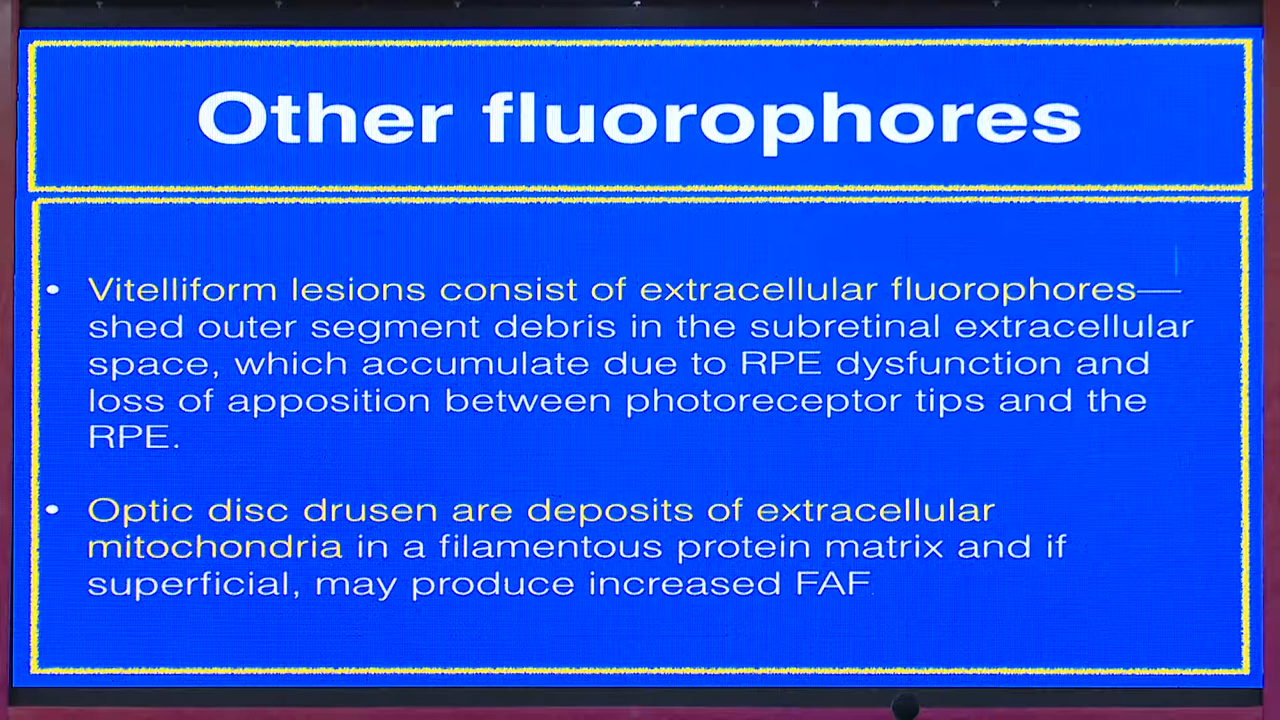 Other fluorophores
• Vitelliform lesions consist of extracellular fluorophores—
shed outer segment debris in the subretinal extracellular
space, which accumulate due to RPE dysfunction and
loss of apposition between photoreceptor tips and the
RPE.
• Optic disc drusen are deposits of extracellular
mitochondria in a filamentous protein matrix and if
superficial, may produce increased FAF